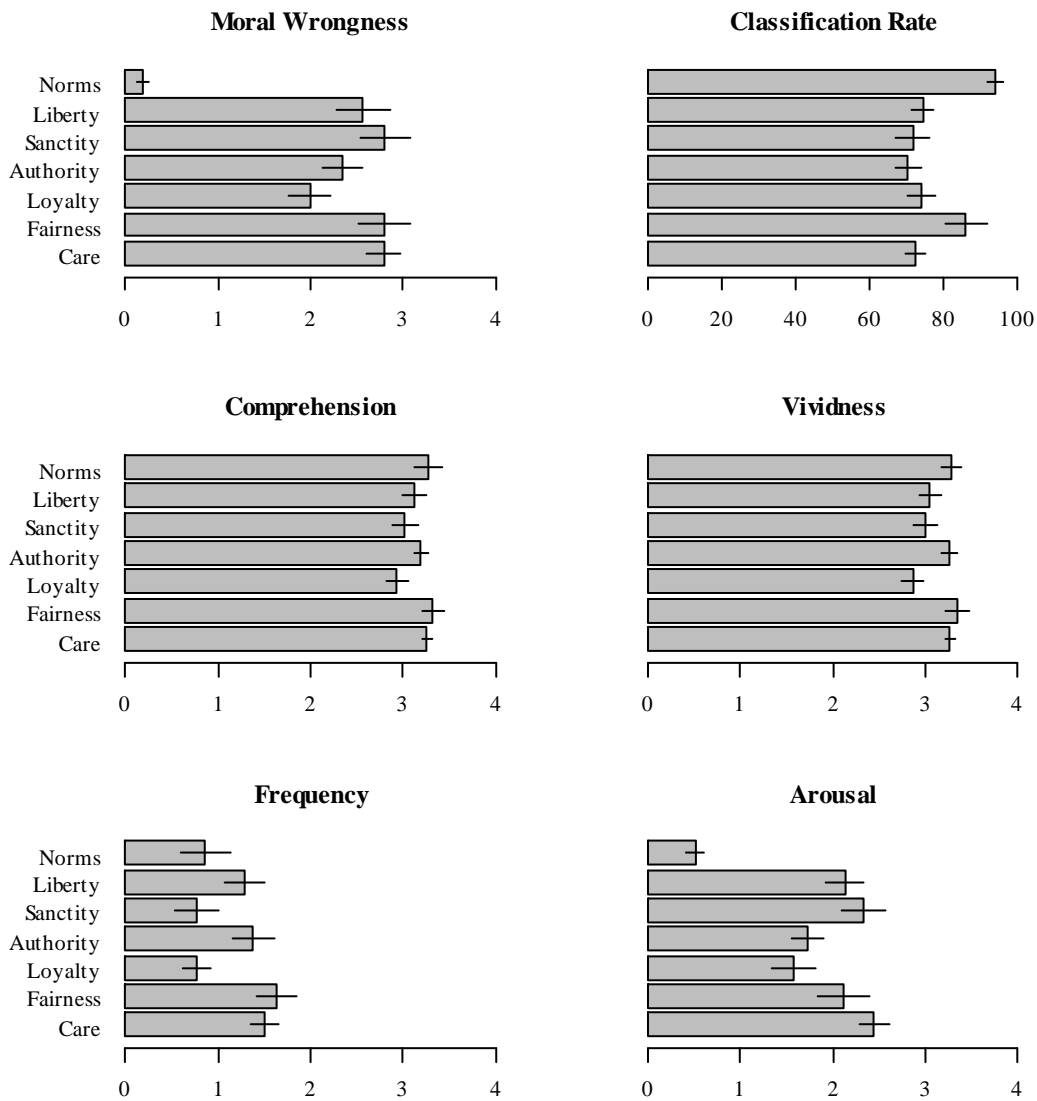 Moral Wrongness
Classification Rate
Norms
Liberty
Sanctity
Authority
Loyalty
Fairness
Care
0 1 2 3 4
0 20 40 60 80 100
Comprehension
Vividness
Norms
Liberty
Sanctity
Authority
Loyalty
Fairness
Care
0 1 2 3 4
0 1 2 3 4
Frequency
Arousal
Norms
Liberty
Sanctity
Authority
Loyalty
Fairness
Care
0 1 2 3 4
0 1 2 3 4